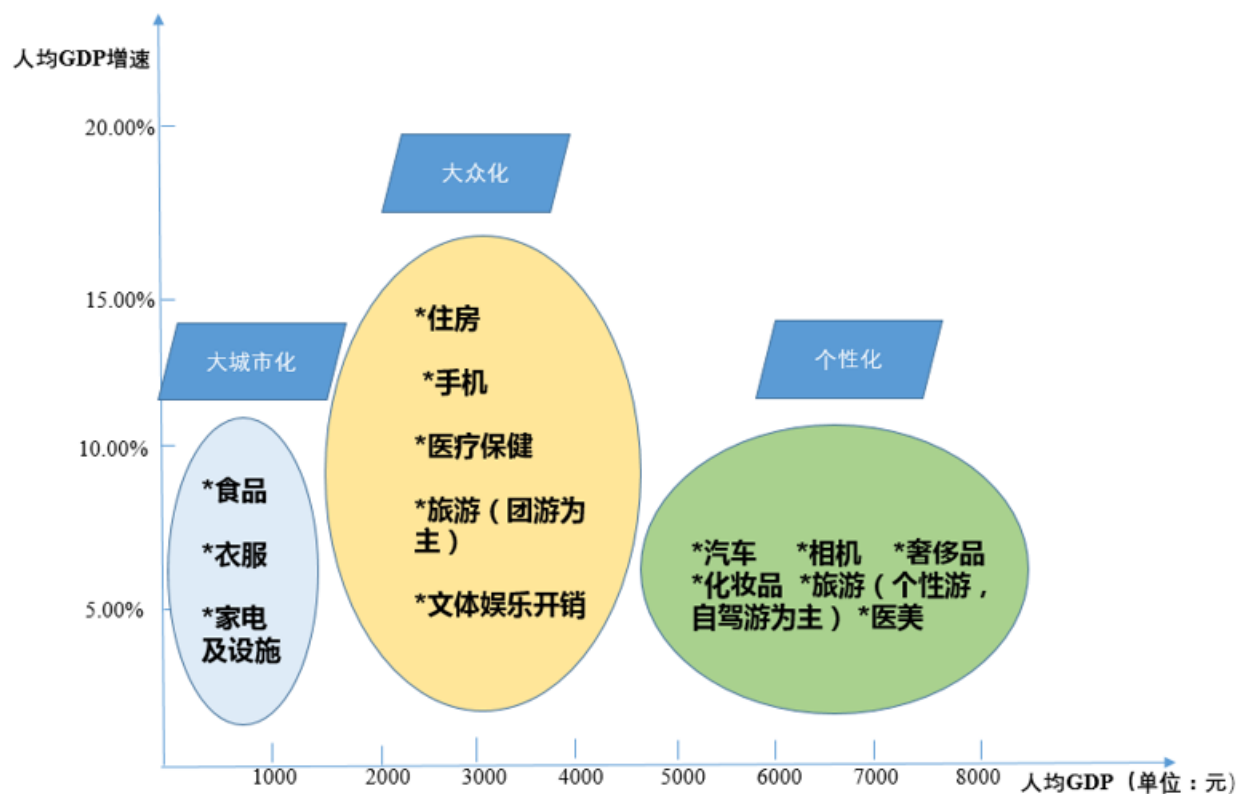 人均GDP增速
20.00%
大众化
15.00%
大城市化
个性化
10.00%
5.00%
*食品
*衣服
*家电
及设施
*住房
*手机
*医疗保健
*旅游（团游为
主）
*文体娱乐开销
*汽车 *相机 *奢侈品
*化妆品 *旅游（个性游，
自驾游为主） *医美
1000 2000 3000 4000 5000 6000 7000 8000
人均GDP（单位：元）